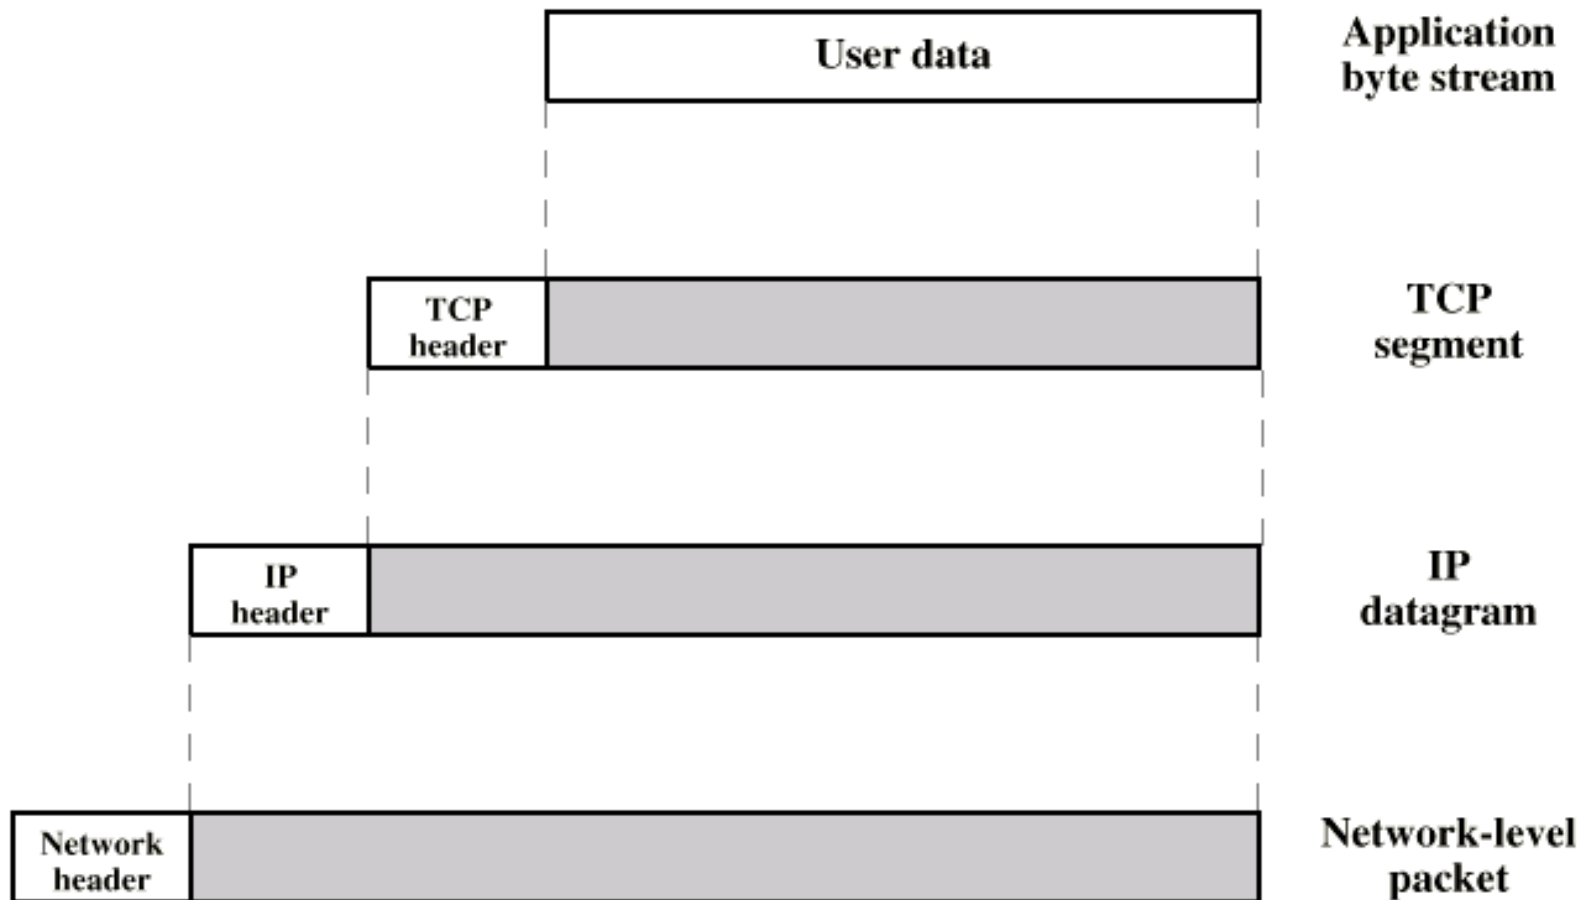 User data
Application
byte stream
TCP
header
TCP
segment
IP
header
IP
datagram
Network
header
Network-level
packet